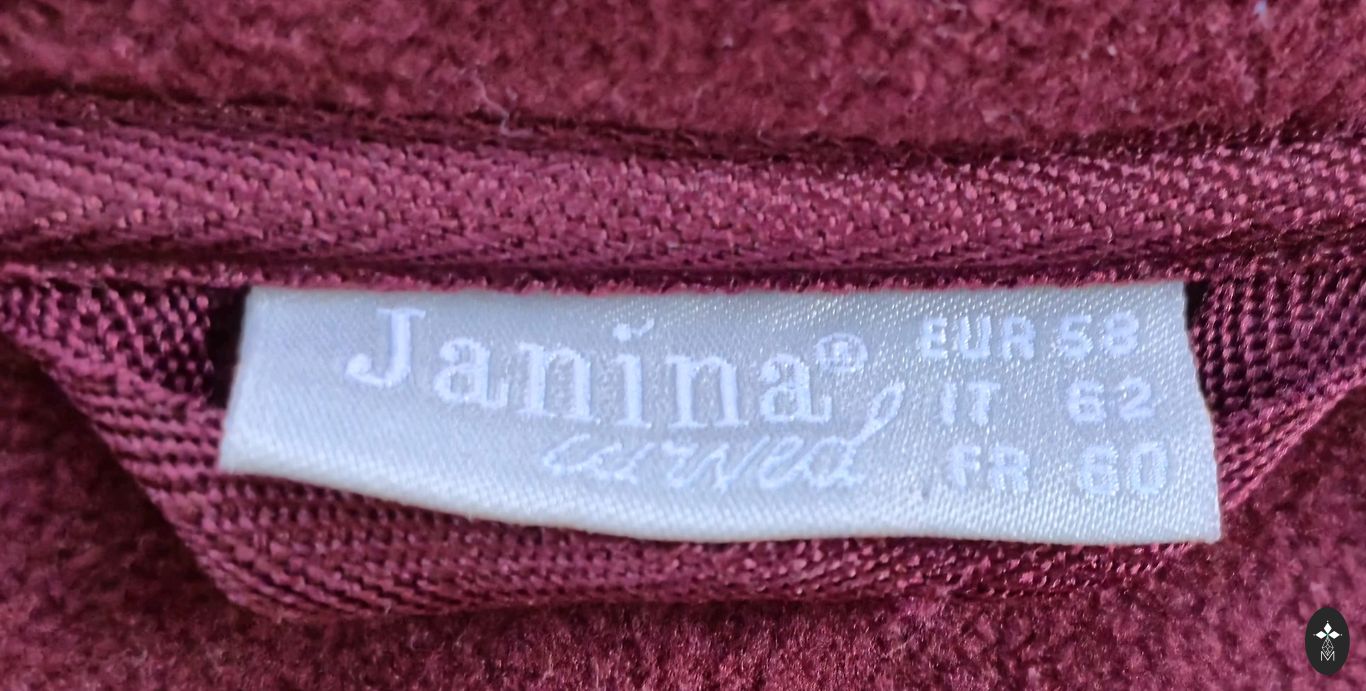 Janina®
curved
EUR 58
IT 62
FR 60
M